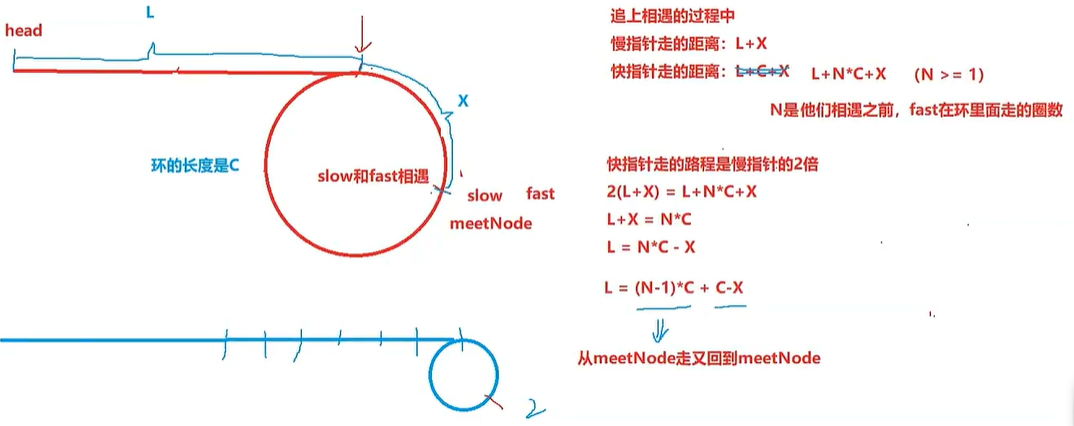 L
head
X
环的长度是C
slow和fast相遇
slow fast
meetNode
2
追上相遇的过程中
慢指针走的距离：L+X
快指针走的距离：L+C+X L+N*C+X （N >= 1）
N是他们相遇之前，fast在环里面走的圈数
快指针走的路程是慢指针的2倍
2(L+X) = L+N*C+X
L+X = N*C
L = N*C - X
L = (N-1)*C + C-X
从meetNode走又回到meetNode